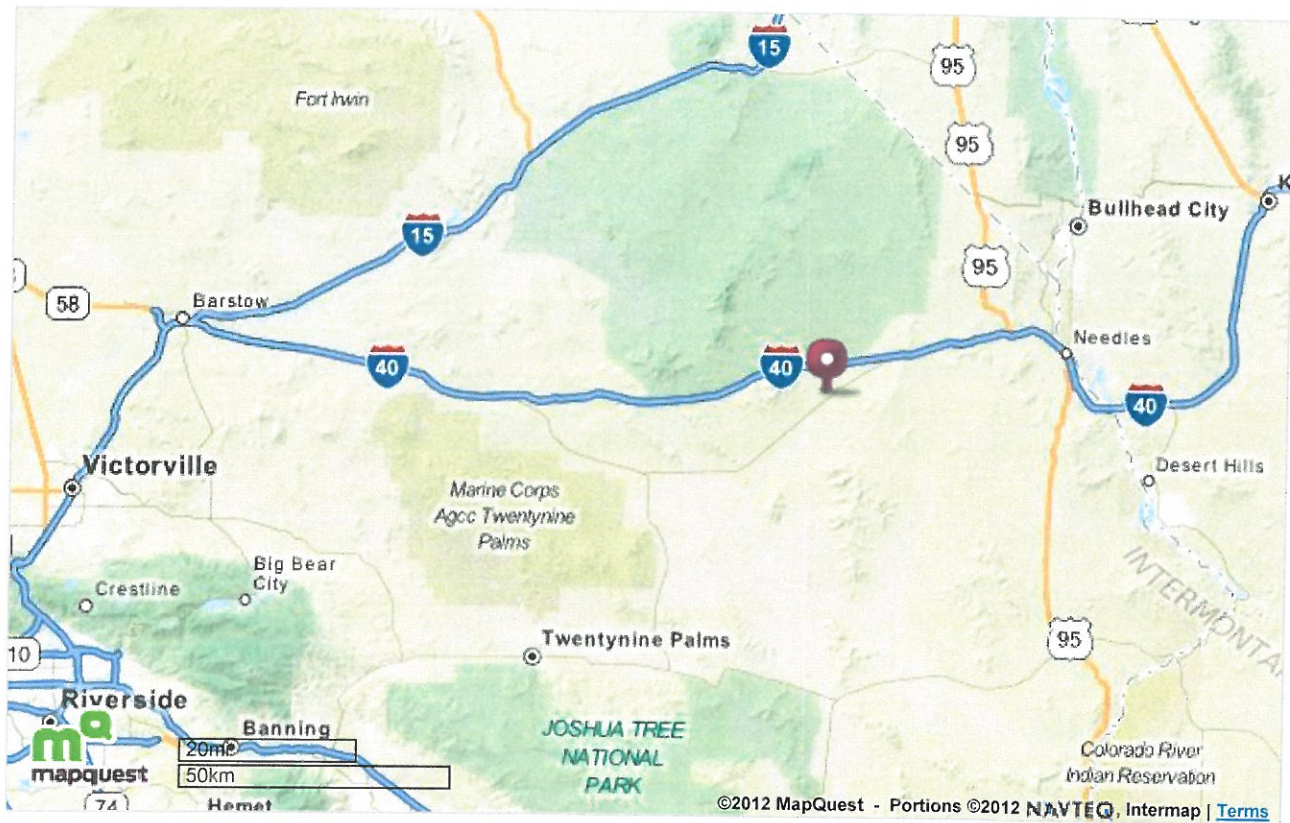 15
95
Fort Irwin
95
Bullhead City
15
95
58
Barstow
Needles
40
40
40
Victorville
Desert Hills
Marine Corps
Agcc Twentynine
Palms
Big Bear
City
Crestline
INTERMONTA
Twentynine Palms
95
10
Riverside
Banning
JOSHUA TREE
NATIONAL
PARK
Colorado River
Indian Reservation
mq
mapquest
20mi
50km
74
Hemet
©2012 MapQuest - Portions ©2012 NAVTEQ, Intermap | Terms